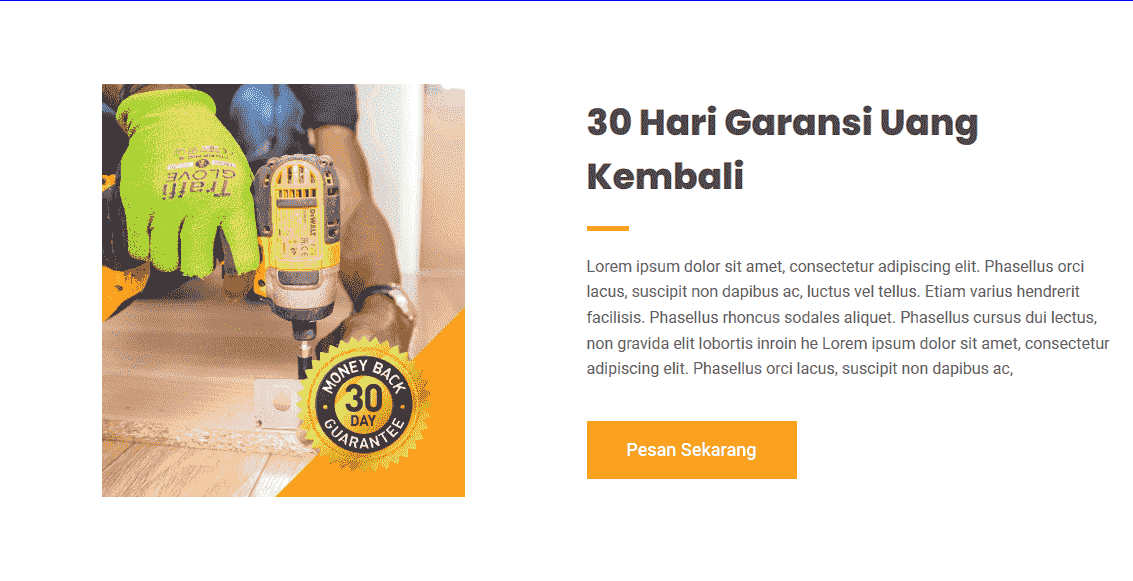 30 Hari Garansi Uang
Kembali
Lorem ipsum dolor sit amet, consectetur adipiscing elit. Phasellus orci
lacus, suscipit non dapibus ac, luctus vel tellus. Etiam varius hendrerit
facilisis. Phasellus rhoncus sodales aliquet. Phasellus cursus dui lectus,
non gravida elit lobortis inroin he Lorem ipsum dolor sit amet, consectetur
adipiscing elit. Phasellus orci lacus, suscipit non dapibus ac,
Pesan Sekarang
Traffi
GLOVE
DEWALT
MONEY BACK
30
DAY
GUARANTEE